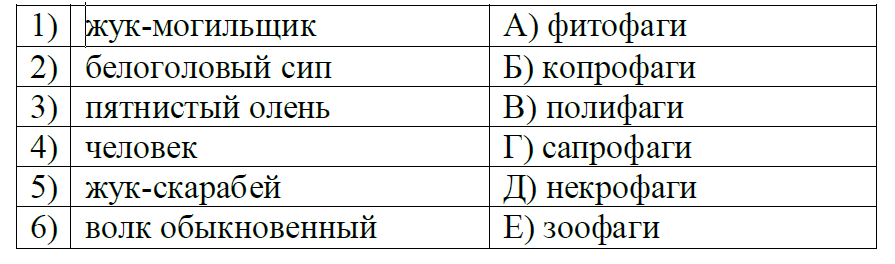 1) жук-могильщик А) фитофаги
2) белоголовый сип Б) копрофаги
3) пятнистый олень В) полифаги
4) человек Г) сапрофаги
5) жук-скарабей Д) некрофаги
6) волк обыкновенный Е) зоофаги